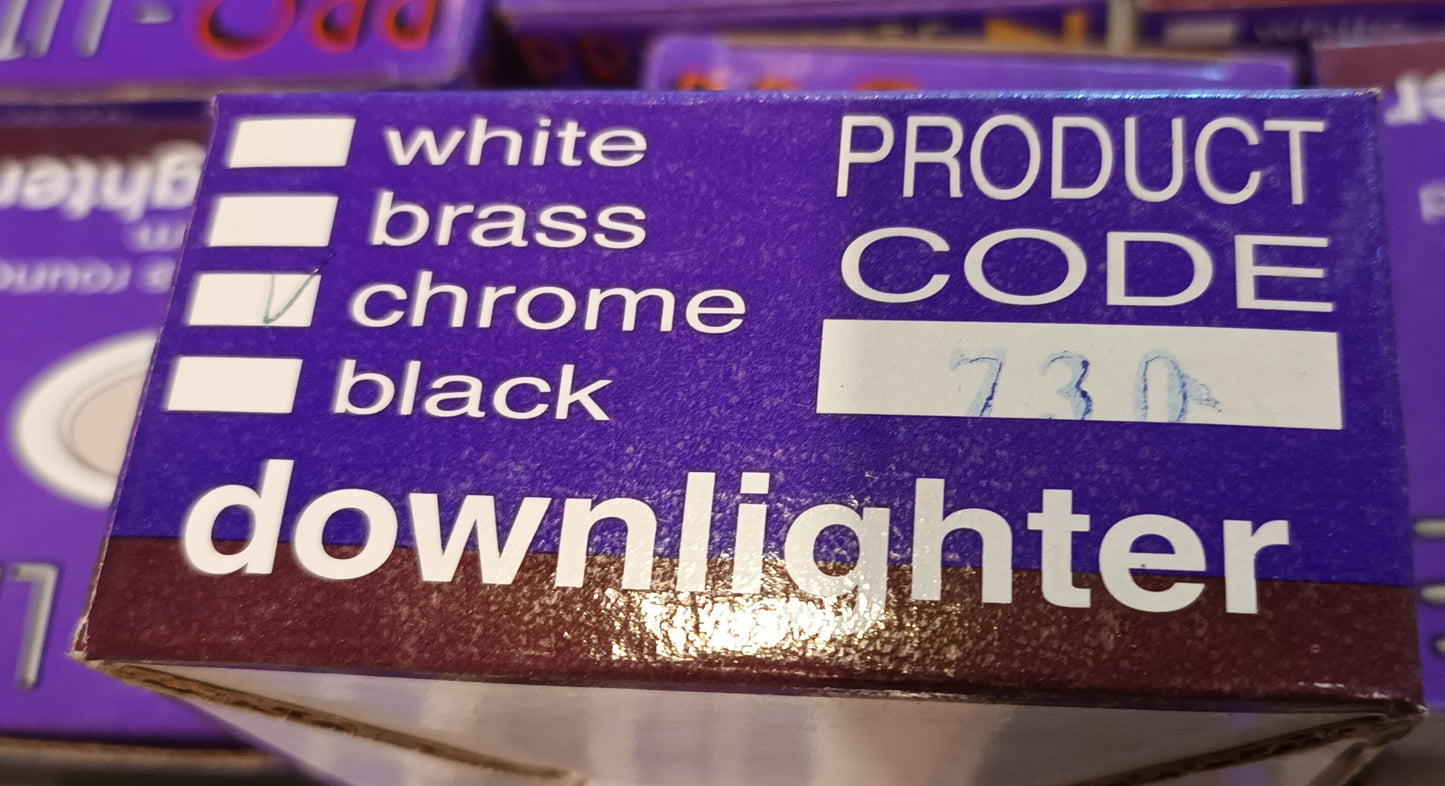 white
brass
chrome
black
PRODUCT
CODE
730
downlighter